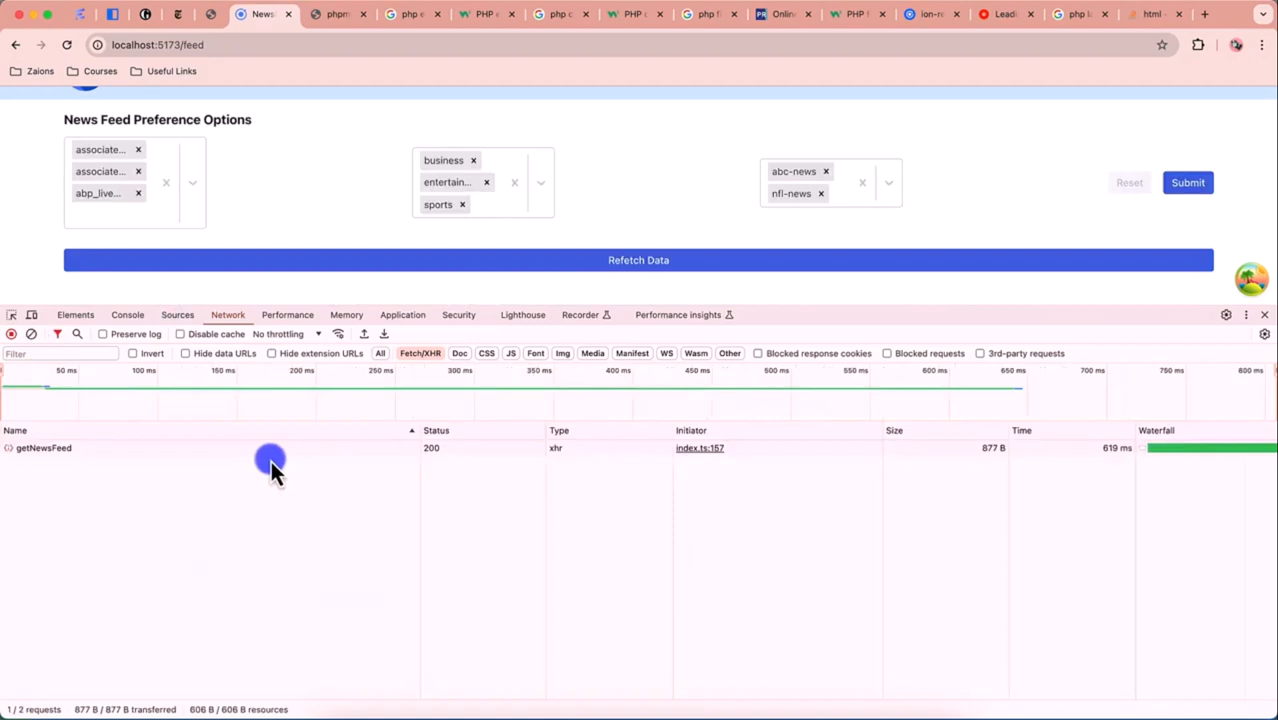 News
phpm
php e
PHP e
php c
PHP
php fi
Online
PHP f
ion-re
Leadi
php la
html -
localhost:5173/feed
Zaions Courses Useful Links
News Feed Preference Options
associate...
associate...
abp_live...
business
entertain...
sports
abc-news
nfl-news
Reset Submit
Refetch Data
Elements Console Sources Network Performance Memory Application Security Lighthouse Recorder Performance insights
Preserve log Disable cache No throttling
Filter Invert Hide data URLs Hide extension URLs All Fetch/XHR Doc CSS JS Font Img Media Manifest WS Wasm Other Blocked response cookies Blocked requests 3rd-party requests
50 ms 100 ms 150 ms 200 ms 250 ms 300 ms 350 ms 400 ms 450 ms 500 ms 550 ms 600 ms 650 ms 700 ms 750 ms 800 ms
Name Status Type Initiator Size Time Waterfall
getNewsFeed 200 xhr index.ts:157 877 B 619 ms
1 / 2 requests 877 B / 877 B transferred 606 B / 606 B resources